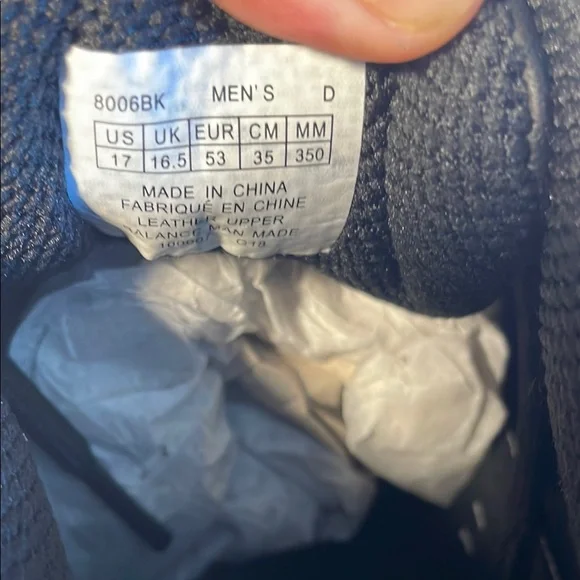 8006BK MEN'S D
US UK EUR CM MM
17 16.5 53 35 350
MADE IN CHINA
FABRIQUÉ EN CHINE
LEATHER UPPER
BALANCE MAN MADE